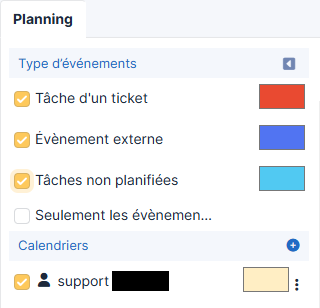 Planning
Type d'événements
Tâche d'un ticket
Évènement externe
Tâches non planifiées
Seulement les évènemen...
Calendriers
support